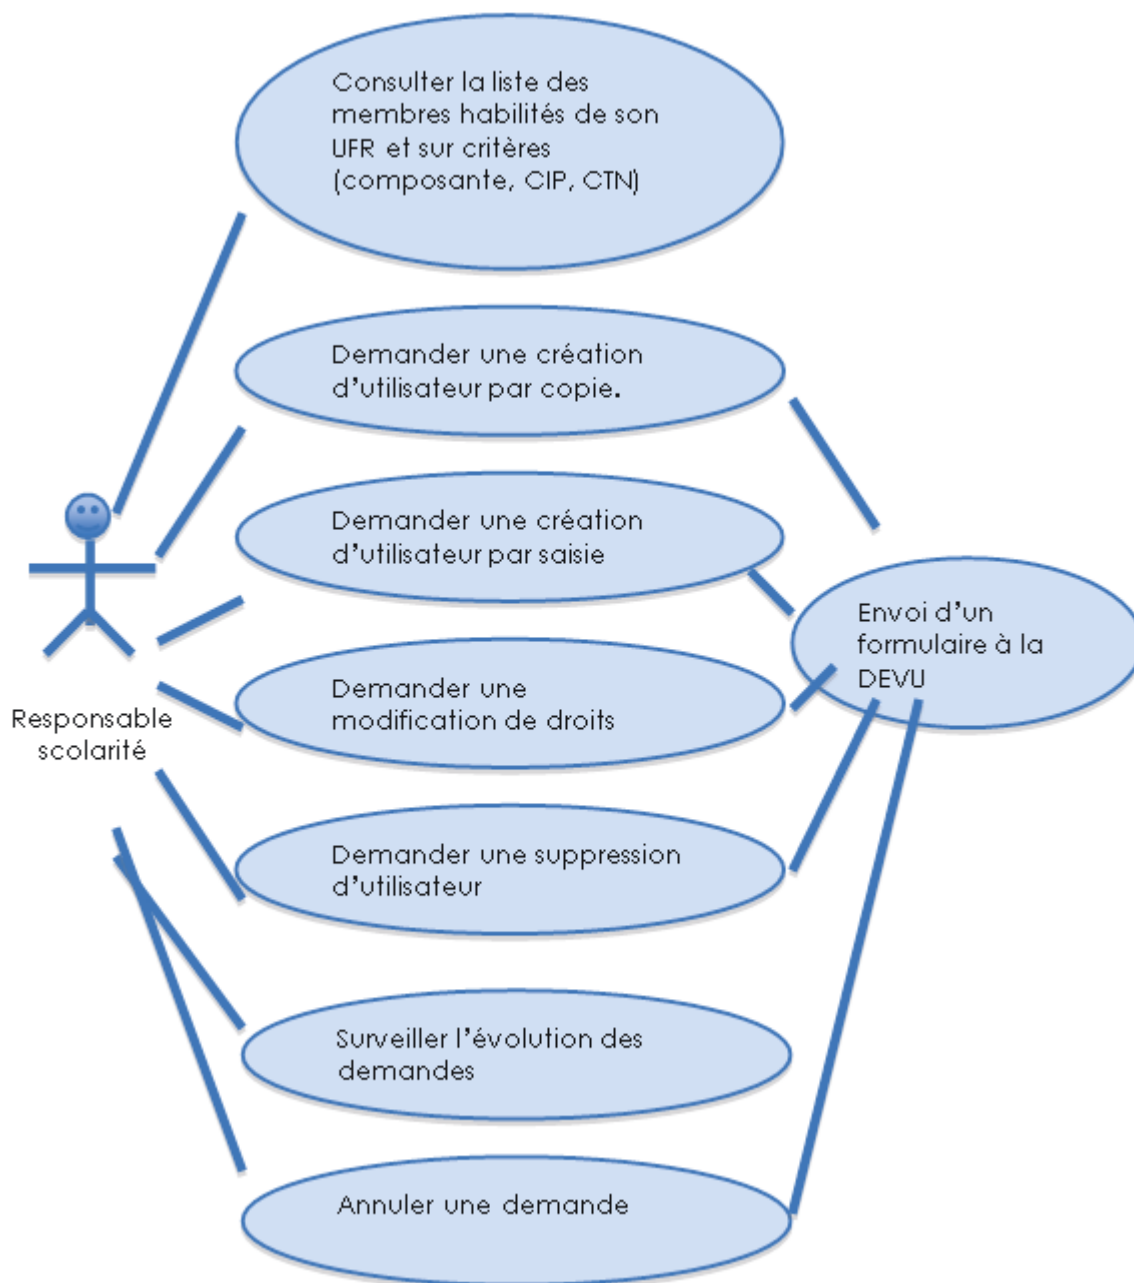 Consulter la liste des
membres habilités de son
UFR et sur critères
(composante, CIP, CTN)
Demander une création
d'utilisateur par copie.
Demander une création
d'utilisateur par saisie
Envoi d'un
formulaire à la
DEVU
Demander une
modification de droits
Responsable
scolarité
Demander une suppression
d'utilisateur
Surveiller l'évolution des
demandes
Annuler une demande